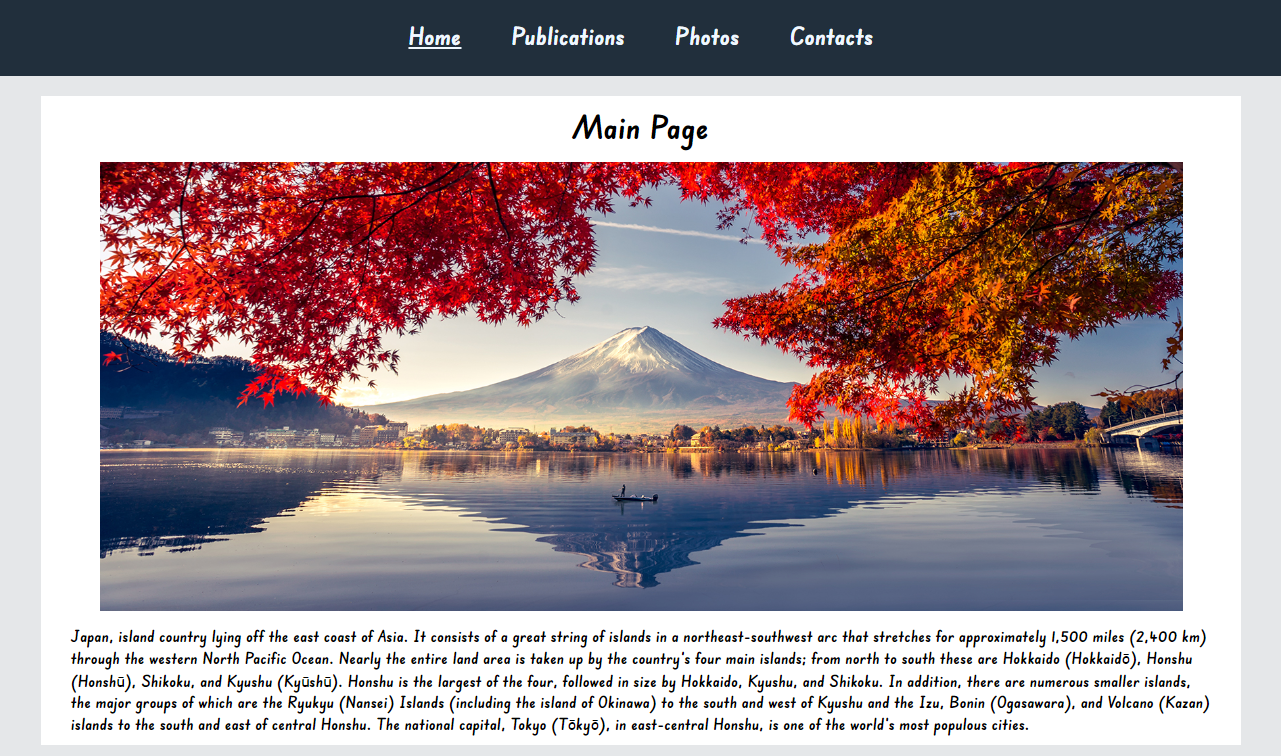 Home Publications Photos Contacts
Main Page
Japan, island country lying off the east coast of Asia. It consists of a great string of islands in a northeast-southwest arc that stretches for approximately 1,500 miles (2,400 km)
through the western North Pacific Ocean. Nearly the entire land area is taken up by the country's four main islands; from north to south these are Hokkaido (Hokkaidō), Honshu
(Honshū), Shikoku, and Kyushu (Kyūshū). Honshu is the largest of the four, followed in size by Hokkaido, Kyushu, and Shikoku. In addition, there are numerous smaller islands,
the major groups of which are the Ryukyu (Nansei) Islands (including the island of Okinawa) to the south and west of Kyushu and the Izu, Bonin (Ogasawara), and Volcano (Kazan)
islands to the south and east of central Honshu. The national capital, Tokyo (Tōkyō), in east-central Honshu, is one of the world's most populous cities.